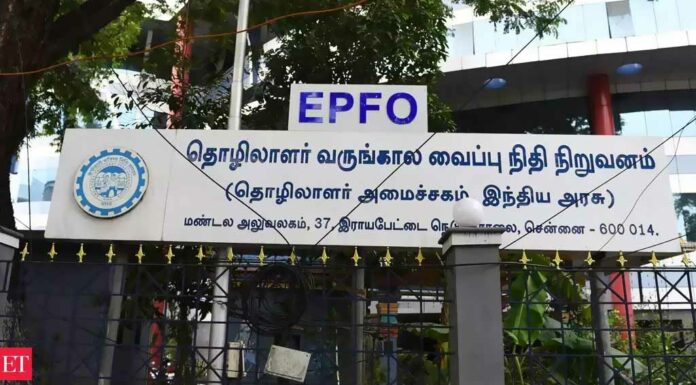 EPFO
தொழிலாளர் வருங்கால வைப்பு நிதி நிறுவனம்
(தொழிலாளர் அமைச்சகம், இந்திய அரசு)
மண்டல அலுவலகம், 37, இராயபேட்டை சென்னை - 600 014.
ET